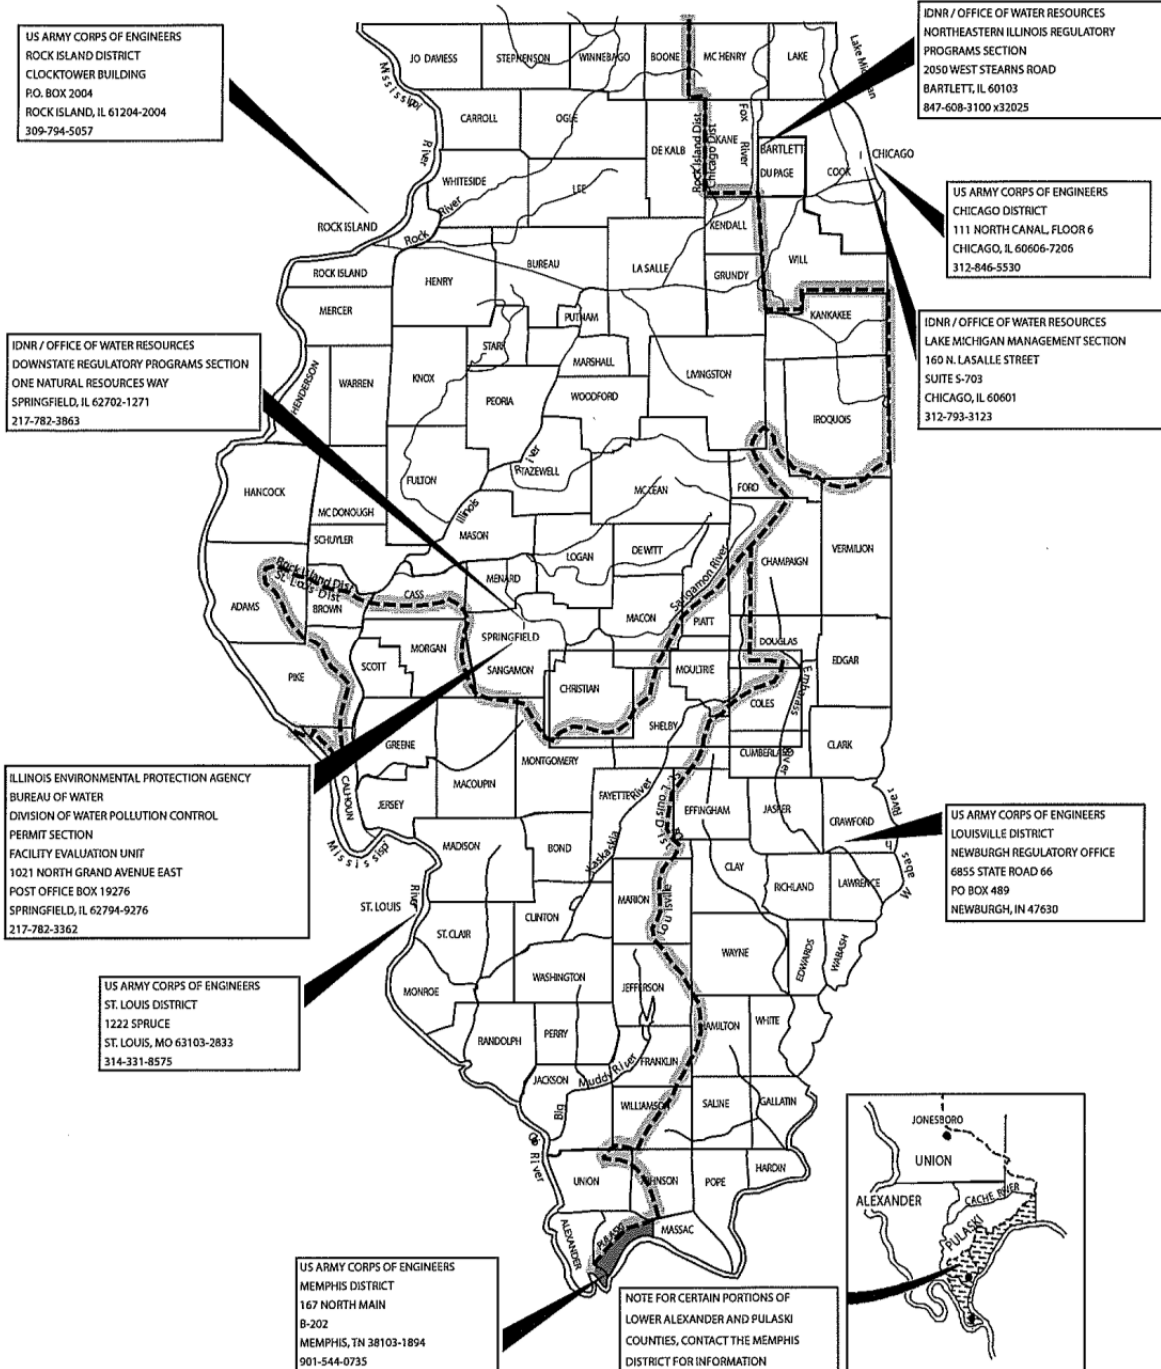 US ARMY CORPS OF ENGINEERS
ROCK ISLAND DISTRICT
CLOCKTOWER BUILDING
P.O. BOX 2004
ROCK ISLAND, IL 61204-2004
309-794-5057
IDNR / OFFICE OF WATER RESOURCES
NORTHEASTERN ILLINOIS REGULATORY
PROGRAMS SECTION
2050 WEST STEARNS ROAD
BARTLETT, IL 60103
847-608-3100 x32025
US ARMY CORPS OF ENGINEERS
CHICAGO DISTRICT
111 NORTH CANAL, FLOOR 6
CHICAGO, IL 60606-7206
312-846-5530
IDNR / OFFICE OF WATER RESOURCES
LAKE MICHIGAN MANAGEMENT SECTION
160 N. LASALLE STREET
SUITE S-703
CHICAGO, IL 60601
312-793-3123
IDNR / OFFICE OF WATER RESOURCES
DOWNSTATE REGULATORY PROGRAMS SECTION
ONE NATURAL RESOURCES WAY
SPRINGFIELD, IL 62702-1271
217-782-3863
ILLINOIS ENVIRONMENTAL PROTECTION AGENCY
BUREAU OF WATER
DIVISION OF WATER POLLUTION CONTROL
PERMIT SECTION
FACILITY EVALUATION UNIT
1021 NORTH GRAND AVENUE EAST
POST OFFICE BOX 19276
SPRINGFIELD, IL 62794-9276
217-782-3362
US ARMY CORPS OF ENGINEERS
LOUISVILLE DISTRICT
NEWBURGH REGULATORY OFFICE
6855 STATE ROAD 66
PO BOX 489
NEWBURGH, IN 47630
US ARMY CORPS OF ENGINEERS
ST. LOUIS DISTRICT
1222 SPRUCE
ST. LOUIS, MO 63103-2833
314-331-8575
US ARMY CORPS OF ENGINEERS
MEMPHIS DISTRICT
167 NORTH MAIN
B-202
MEMPHIS, TN 38103-1894
901-544-0735
NOTE FOR CERTAIN PORTIONS OF
LOWER ALEXANDER AND PULASKI
COUNTIES, CONTACT THE MEMPHIS
DISTRICT FOR INFORMATION
JO DAVIESS
STEPHENSON
WINNEBAGO
BOONE
MC HENRY
LAKE
CARROLL
OGLE
DE KALB
KANE
Fox
River
BARTLETT
DU PAGE
COOK
CHICAGO
Rock Island Dist
Chicago Dist
WHITESIDE
LEE
KENDALL
ROCK ISLAND
Rock
River
ROCK ISLAND
HENRY
BUREAU
LA SALLE
GRUNDY
WILL
MERCER
PUTNAM
KANKAKEE
STARK
MARSHALL
LIVINGSTON
HENDERSON
WARREN
KNOX
PEORIA
WOODFORD
IROQUOIS
HANCOCK
FULTON
TAZEWELL
MCLEAN
FORD
MC DONOUGH
Illinois
River
SCHUYLER
MASON
LOGAN
DEWITT
CHAMPAIGN
VERMILION
Rock Island Dist
St. Louis Dist
ADAMS
BROWN
CASS
MENARD
MACON
Sangamon River
PIATT
SPRINGFIELD
DOUGLAS
EDGAR
PIKE
SCOTT
MORGAN
SANGAMON
CHRISTIAN
MOULTRIE
COLES
Embarass
River
SHELBY
CUMBERLAND
CLARK
GREENE
MONTGOMERY
CALHOUN
MACOUPIN
JERSEY
FAYETTE
Kaskaskia
River
EFFINGHAM
JASPER
CRAWFORD
Wabash
River
MADISON
BOND
CLAY
RICHLAND
LAWRENCE
St. Louis Dist
Louisville
ST. LOUIS
MARION
ST. CLAIR
CLINTON
WAYNE
EDWARDS
WABASH
MONROE
WASHINGTON
JEFFERSON
HAMILTON
WHITE
RANDOLPH
PERRY
FRANKLIN
JACKSON
Big
Muddy River
WILLIAMSON
SALINE
GALLATIN
UNION
JOHNSON
POPE
HARDIN
ALEXANDER
PULASKI
MASSAC
JONESBORO
UNION
ALEXANDER
CACHE RIVER
PULASKI